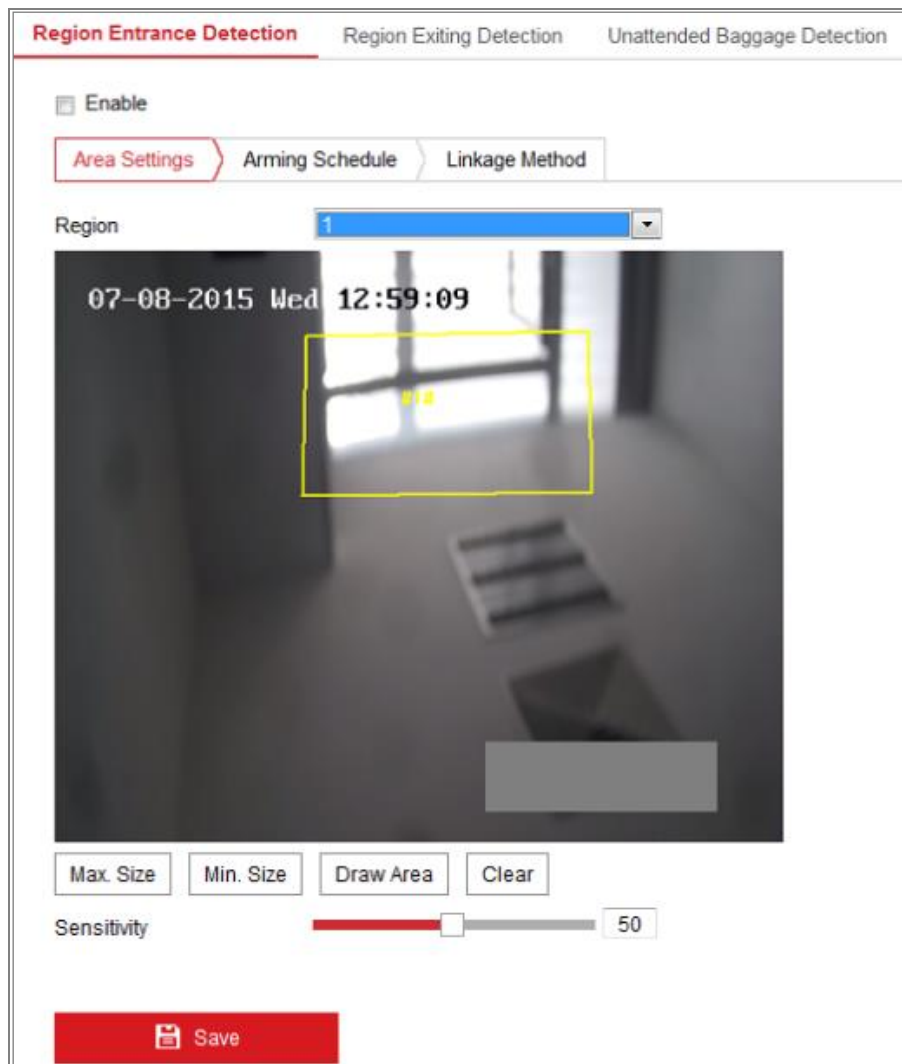 Region Entrance Detection Region Exiting Detection Unattended Baggage Detection
Enable
Area Settings Arming Schedule Linkage Method
Region 1
07-08-2015 Wed 12:59:09
#1#
Max. Size Min. Size Draw Area Clear
Sensitivity 50
Save